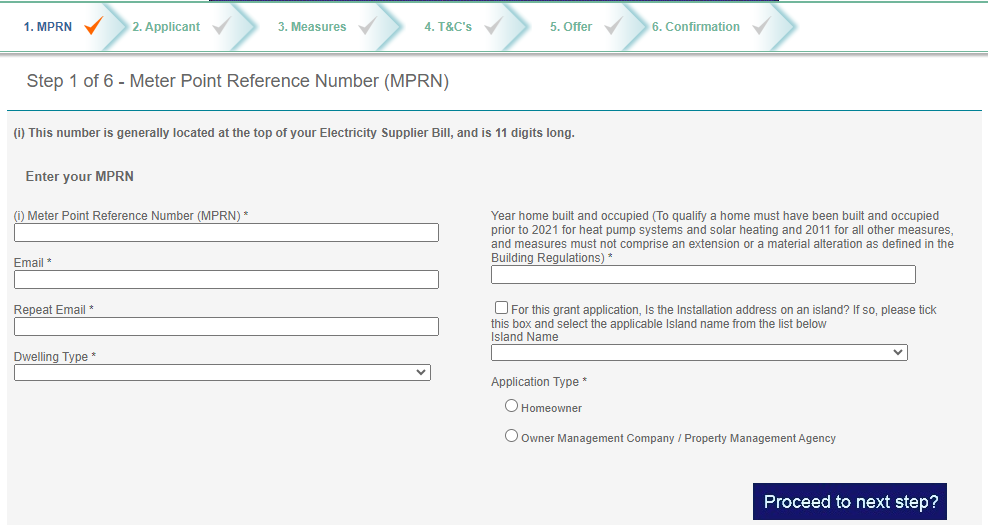 1. MPRN 2. Applicant 3. Measures 4. T&C's 5. Offer 6. Confirmation
Step 1 of 6 - Meter Point Reference Number (MPRN)
(i) This number is generally located at the top of your Electricity Supplier Bill, and is 11 digits long.
Enter your MPRN
(i) Meter Point Reference Number (MPRN) *
Email *
Repeat Email *
Dwelling Type *
Year home built and occupied (To qualify a home must have been built and occupied
prior to 2021 for heat pump systems and solar heating and 2011 for all other measures,
and measures must not comprise an extension or a material alteration as defined in the
Building Regulations) *
For this grant application, Is the Installation address on an island? If so, please tick
this box and select the applicable Island name from the list below
Island Name
Application Type *
Homeowner
Owner Management Company / Property Management Agency
Proceed to next step?